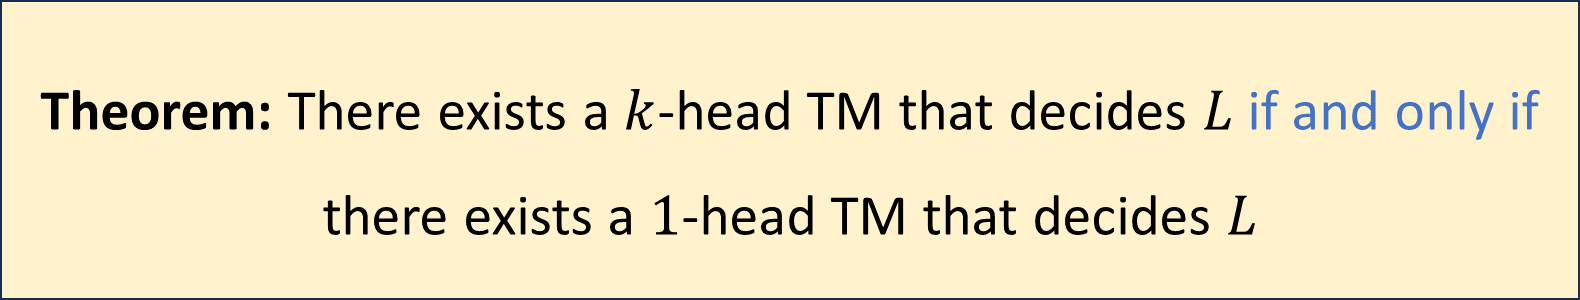 Theorem: There exists a k-head TM that decides L if and only if
there exists a 1-head TM that decides L